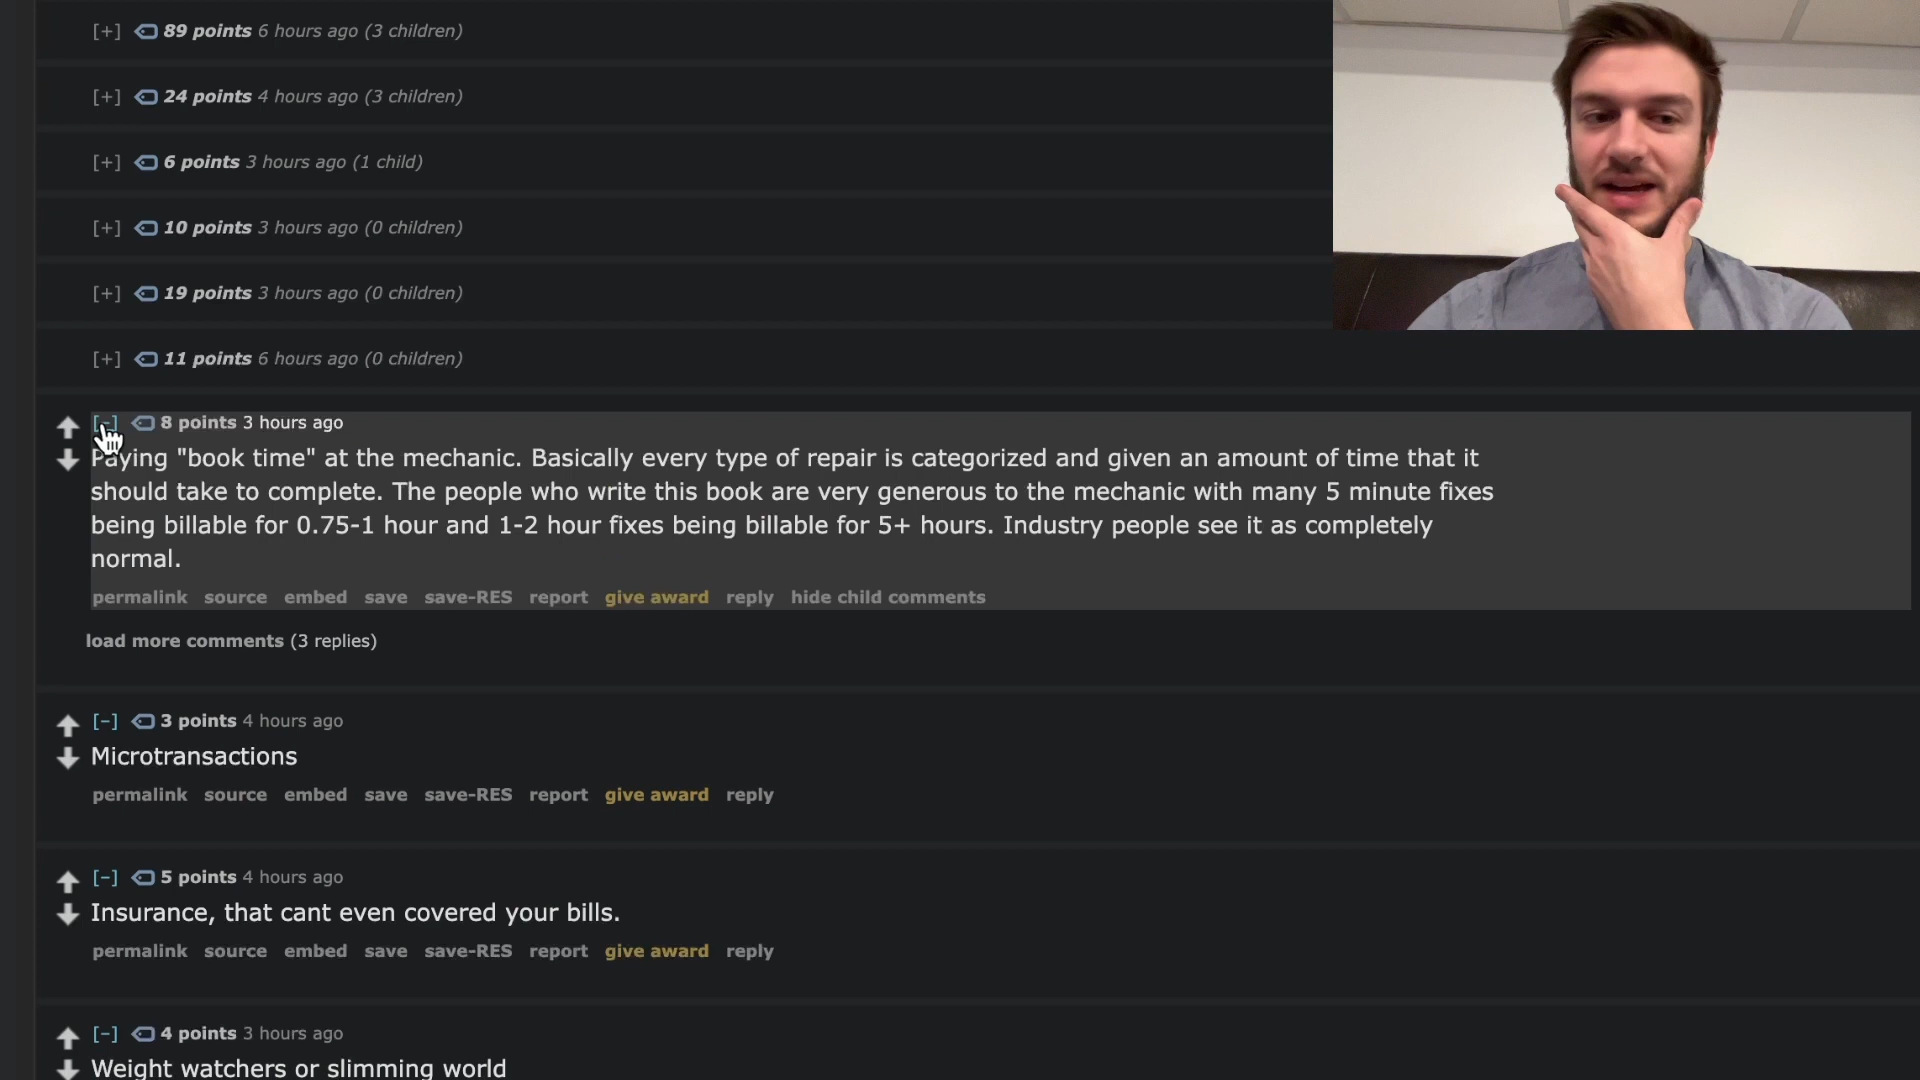 [+] 89 points 6 hours ago (3 children)
[+] 24 points 4 hours ago (3 children)
[+] 6 points 3 hours ago (1 child)
[+] 10 points 3 hours ago (0 children)
[+] 19 points 3 hours ago (0 children)
[+] 11 points 6 hours ago (0 children)
[-] 8 points 3 hours ago
Paying "book time" at the mechanic. Basically every type of repair is categorized and given an amount of time that it
should take to complete. The people who write this book are very generous to the mechanic with many 5 minute fixes
being billable for 0.75-1 hour and 1-2 hour fixes being billable for 5+ hours. Industry people see it as completely
normal.
permalink source embed save save-RES report give award reply hide child comments
load more comments (3 replies)
[-] 3 points 4 hours ago
Microtransactions
permalink source embed save save-RES report give award reply
[-] 5 points 4 hours ago
Insurance, that cant even covered your bills.
permalink source embed save save-RES report give award reply
[-] 4 points 3 hours ago
Weight watchers or slimming world